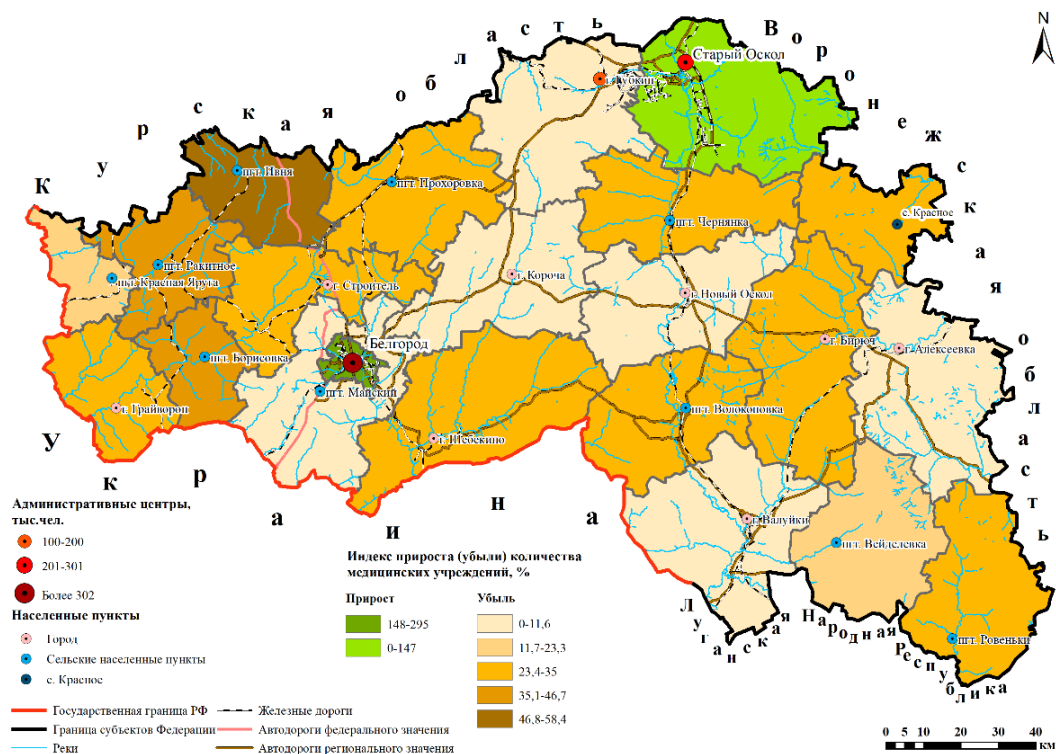 N
Курская область
Воронежская область
Старый Оскол
г. Губкин
пгт. Ивня
пгт. Прохоровка
с. Красное
пгт. Чернянка
пгт. Ракитное
пгт. Красная Яруга
г. Строитель
г. Короча
г. Новый Оскол
г. Бирюч
г. Алексеевка
Белгород
пгт. Борисовка
пгт. Майский
г. Грайворон
пгт. Волоконовка
г. Шебекино
Украина
г. Валуйки
пгт. Вейделевка
пгт. Ровеньки
Луганская Народная Республика
Административные центры,
тыс.чел.
100-200
201-301
Более 302
Населенные пункты
Город
Сельские населенные пункты
с. Красное
Государственная граница РФ
Граница субъектов Федерации
Реки
Железные дороги
Автодороги федерального значения
Автодороги регионального значения
Индекс прироста (убыли) количества
медицинских учреждений, %
Прирост
148-295
0-147
Убыль
0-11,6
11,7-23,3
23,4-35
35,1-46,7
46,8-58,4
0 5 10 20 30 40
КМ